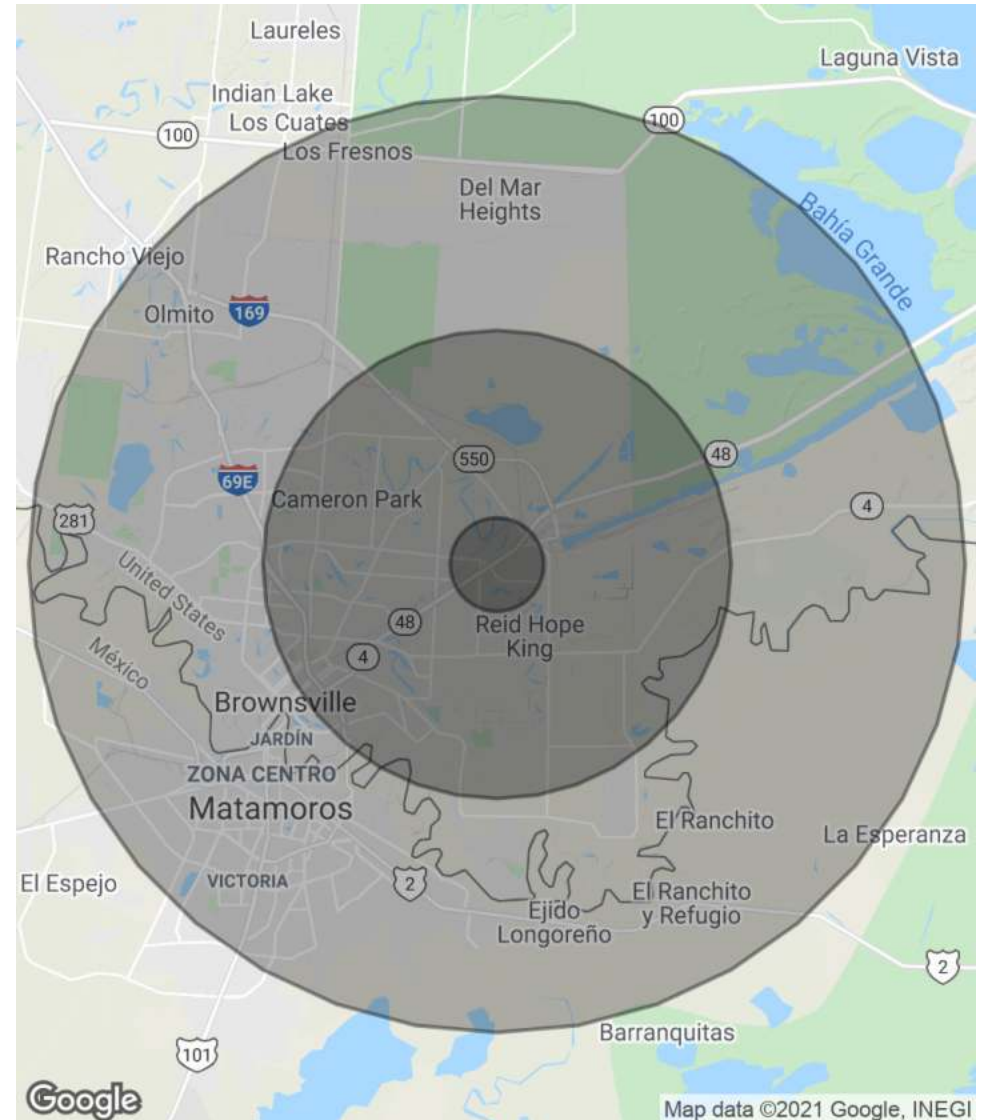 Laureles
Laguna Vista
Indian Lake
Los Cuates
100
100
Los Fresnos
Del Mar
Heights
Bahía Grande
Rancho Viejo
Olmito
169
550
48
69E
Cameron Park
4
281
United States
48
Reid Hope
King
4
México
Brownsville
JARDÍN
ZONA CENTRO
Matamoros
El Ranchito
La Esperanza
El Espejo
VICTORIA
2
El Ranchito
y Refugio
Ejido
Longoreño
2
Barranquitas
101
Google
Map data ©2021 Google, INEGI